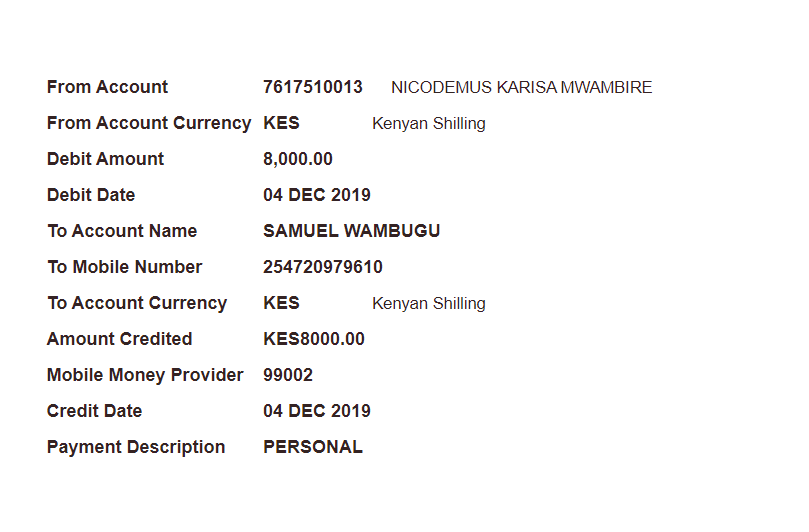 From Account 7617510013 NICODEMUS KARISA MWAMBIRE
From Account Currency KES Kenyan Shilling
Debit Amount 8,000.00
Debit Date 04 DEC 2019
To Account Name SAMUEL WAMBUGU
To Mobile Number 254720979610
To Account Currency KES Kenyan Shilling
Amount Credited KES8000.00
Mobile Money Provider 99002
Credit Date 04 DEC 2019
Payment Description PERSONAL